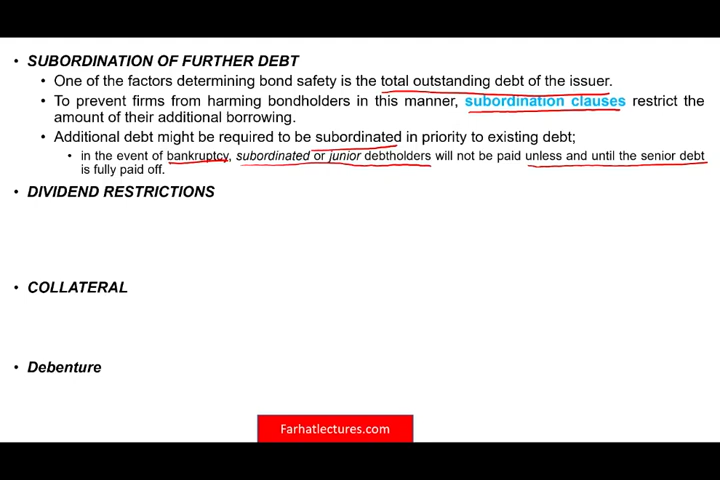 • SUBORDINATION OF FURTHER DEBT
• One of the factors determining bond safety is the total outstanding debt of the issuer.
• To prevent firms from harming bondholders in this manner, subordination clauses restrict the
amount of their additional borrowing.
• Additional debt might be required to be subordinated in priority to existing debt;
• in the event of bankruptcy, subordinated or junior debtholders will not be paid unless and until the senior debt
is fully paid off.
• DIVIDEND RESTRICTIONS
• COLLATERAL
• Debenture
Farhatlectures.com